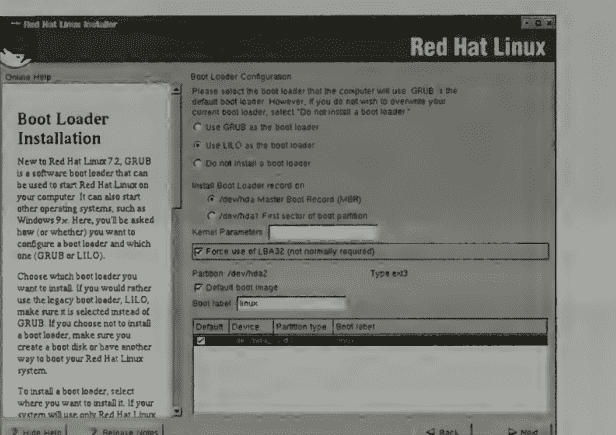 Red Hat Linux Installer
Red Hat Linux
Online Help
Boot Loader
Installation
New to Red Hat Linux 7.2, GRUB
is a software boot loader that can
be used to start Red Hat Linux on
your computer. It can also start
other operating systems, such as
Windows 9x. Here, you'll be asked
how (or whether) you want to
configure a boot loader and which
one (GRUB or LILO).
Choose which boot loader you
want to install. If you would rather
use the legacy boot loader, LILO,
make sure it is selected instead of
GRUB. If you choose not to install
a boot loader, make sure you
create a boot disk or have another
way to boot your Red Hat Linux
system.
To install a boot loader, select
where you want to install it. If your
system will use only Red Hat Linux
Boot Loader Configuration
Please select the boot loader that the computer will use. GRUB is the
default boot loader. However, if you do not wish to overwrite your
current boot loader, select "Do not install a boot loader."
Use GRUB as the boot loader
Use LILO as the boot loader
Do not install a boot loader
Install Boot Loader record on
/dev/hda Master Boot Record (MBR)
/dev/hda1 First sector of boot partition
Kernel Parameters
Force use of LBA32 (not normally required)
Partition /dev/hda2 Type ext3
Default boot image
Boot label linux
Default Device Partition type Boot label
linux
Hide Help Release Notes Back Next